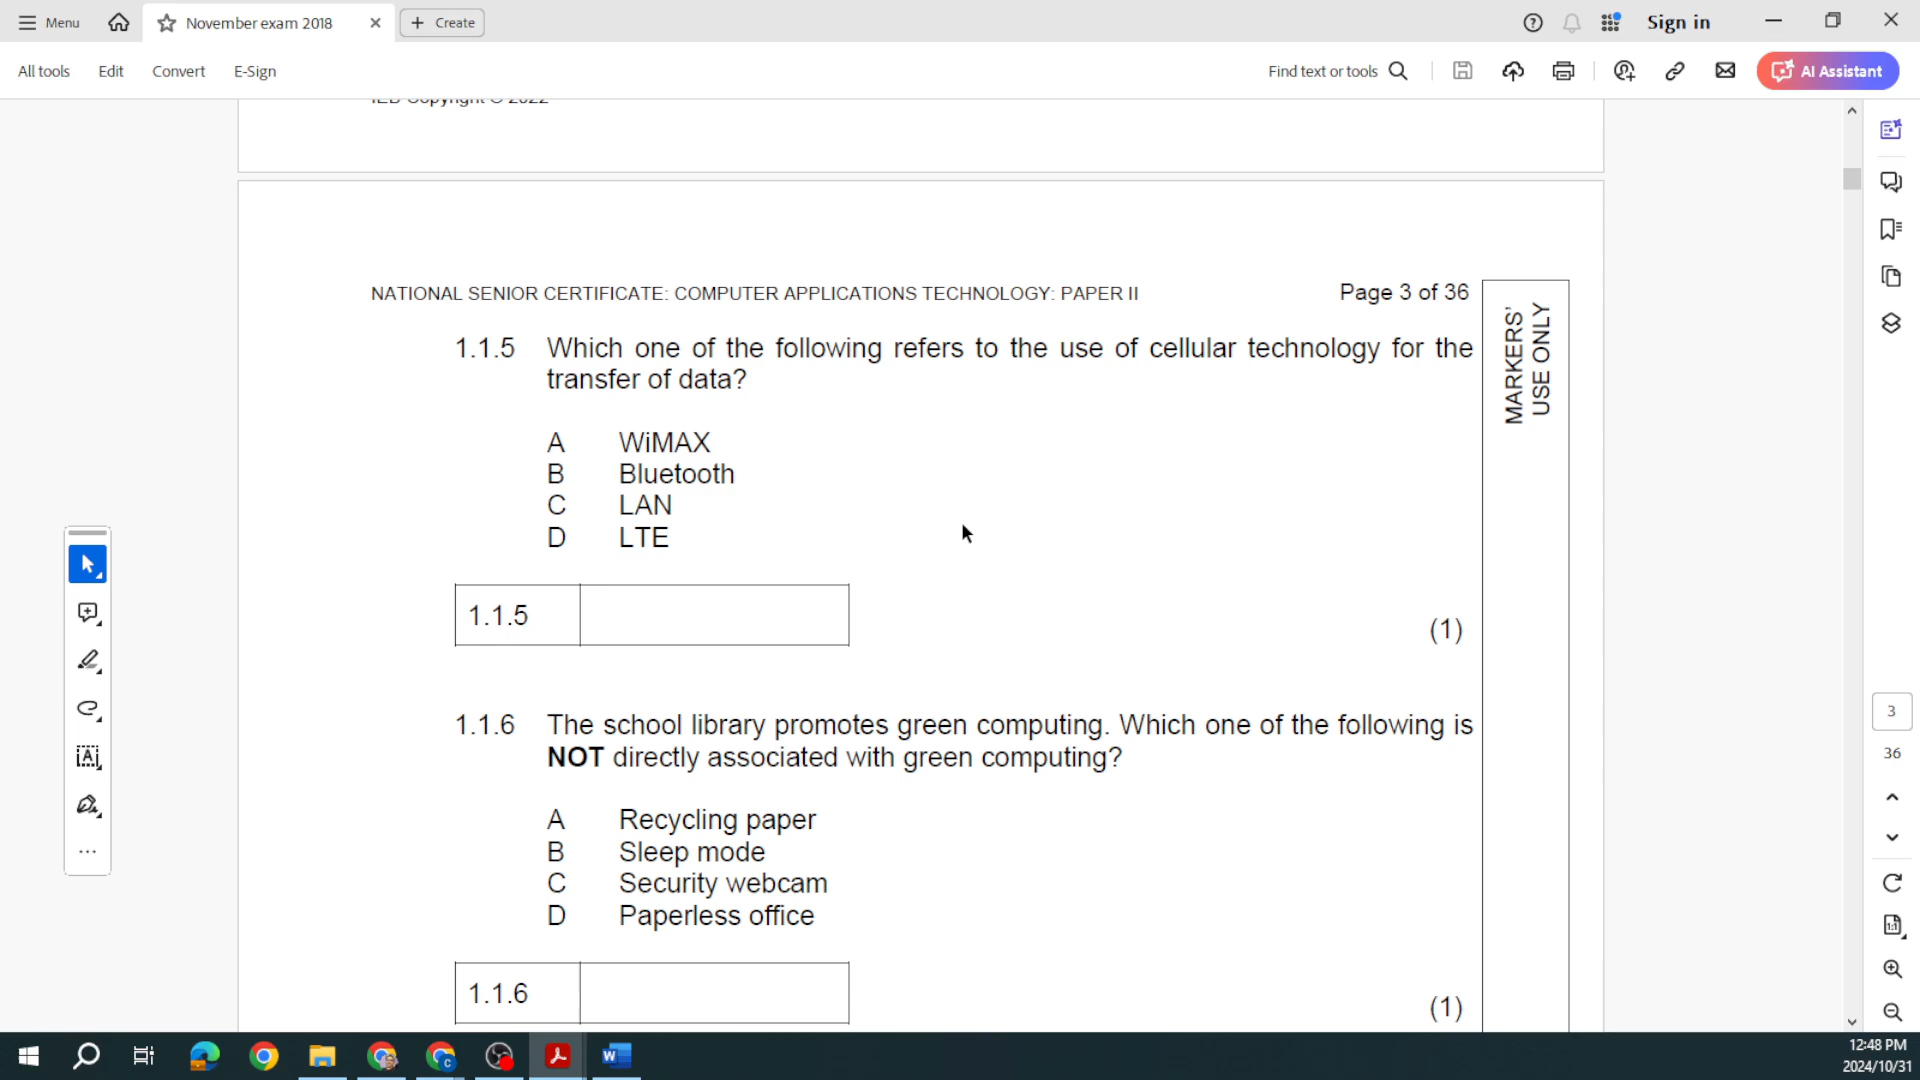 Menu
November exam 2018
Create
Sign in
All tools
Edit
Convert
E-Sign
Find text or tools
AI Assistant
IEB Copyright © 2022
NATIONAL SENIOR CERTIFICATE: COMPUTER APPLICATIONS TECHNOLOGY: PAPER II
Page 3 of 36
MARKERS'
USE ONLY
1.1.5 Which one of the following refers to the use of cellular technology for the
transfer of data?
A WiMAX
B Bluetooth
C LAN
D LTE
1.1.5
(1)
1.1.6 The school library promotes green computing. Which one of the following is
NOT directly associated with green computing?
A Recycling paper
B Sleep mode
C Security webcam
D Paperless office
1.1.6
(1)
3
36
12:48 PM
2024/10/31